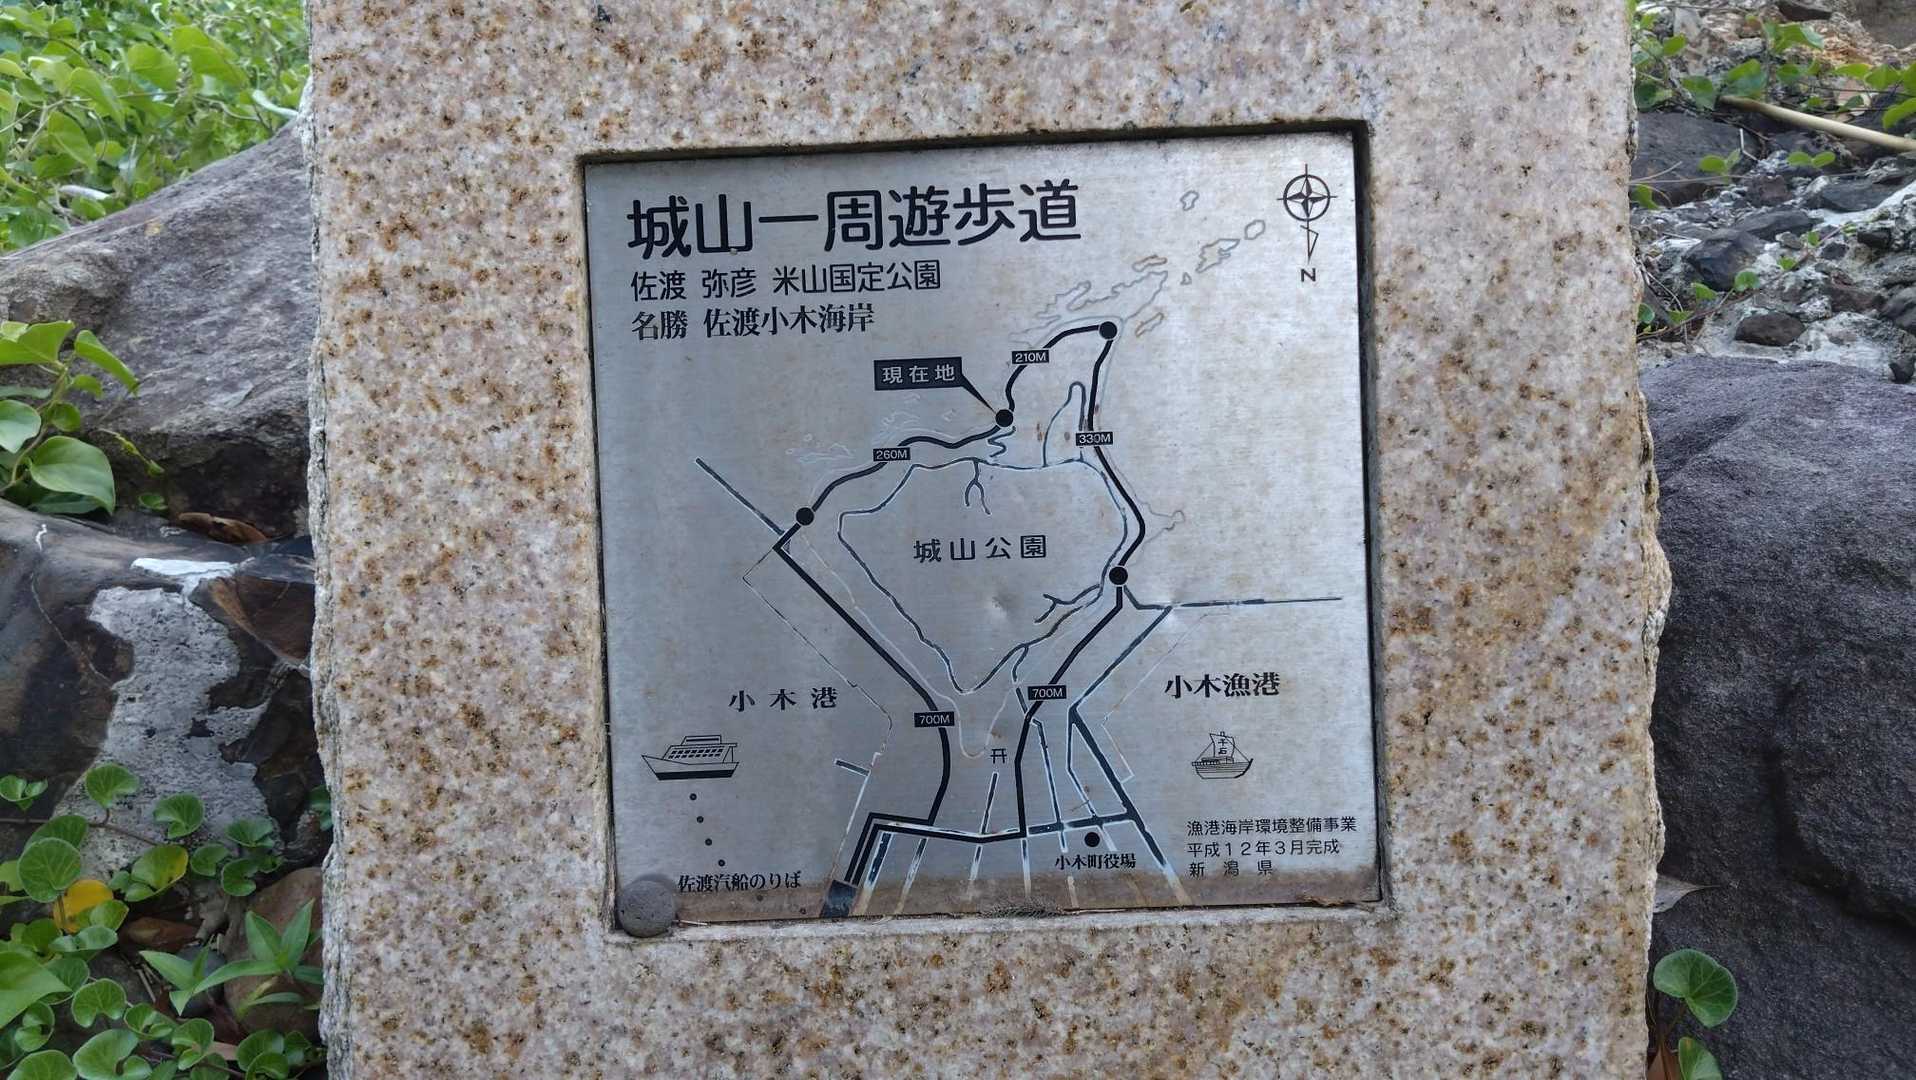 城山一周遊歩道
佐渡 弥彦 米山国定公園
名勝 佐渡小木海岸
N
210M
現在地
330M
260M
城山公園
小木港
700M
小木漁港
700M
千石
漁港海岸環境整備事業
平成12年3月完成
新潟県
小木町役場
佐渡汽船のりば